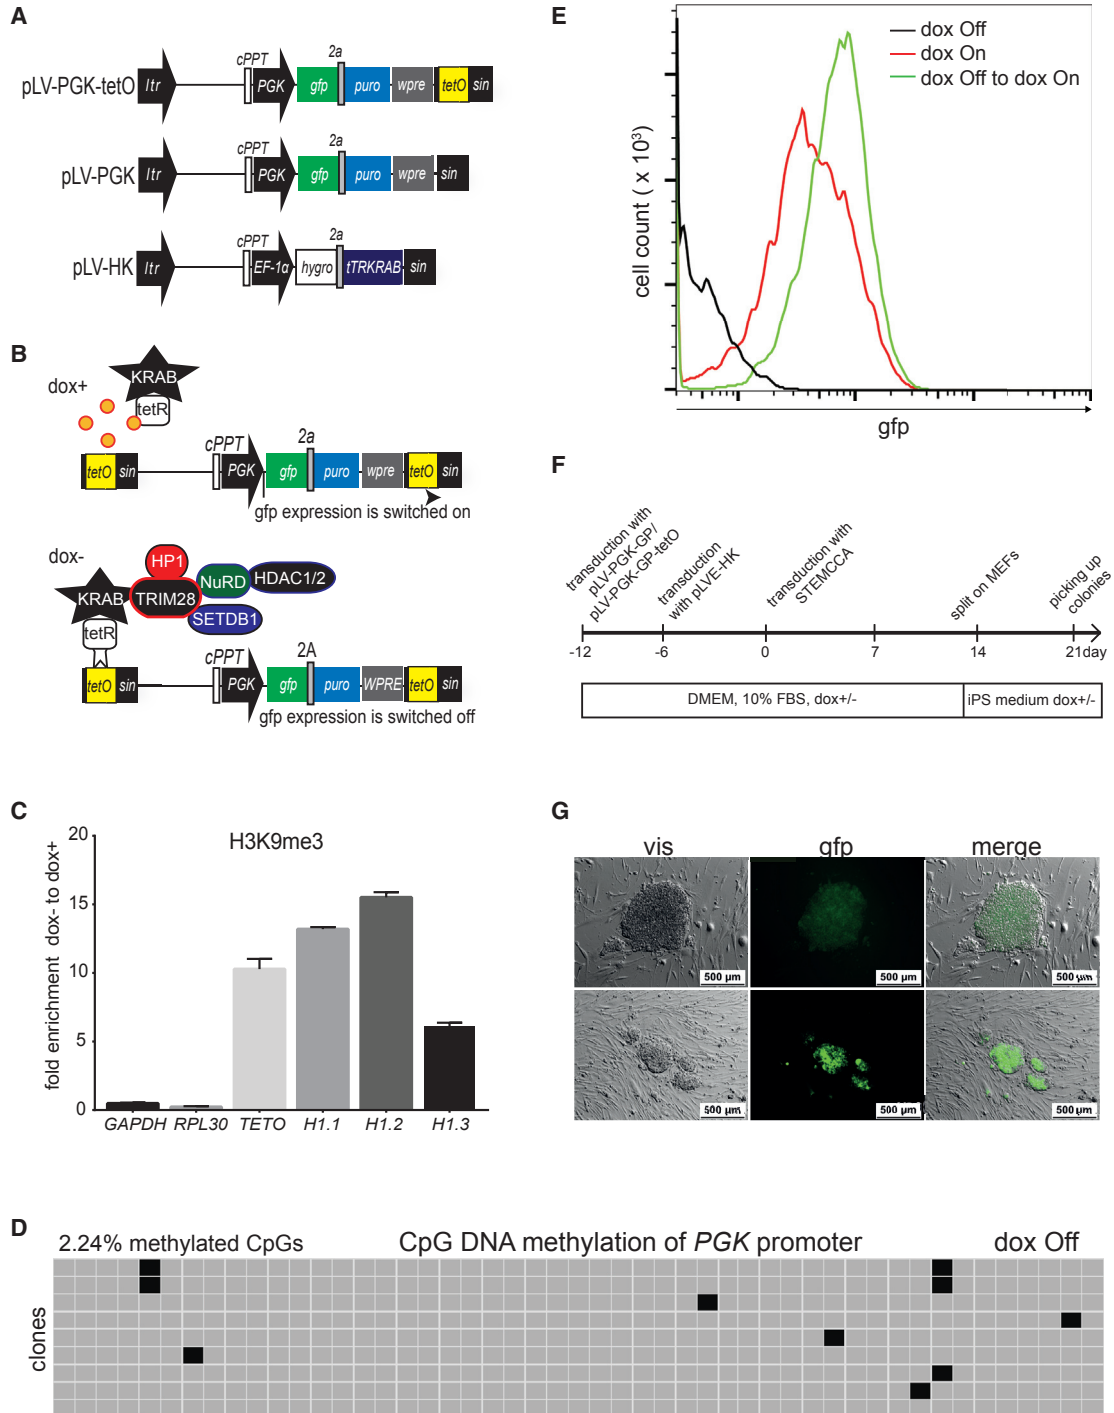 A
pLV-PGK-tetO
ltr
cPPT
PGK
gfp
2a
puro
wpre
tetO
sin
pLV-PGK
ltr
cPPT
PGK
gfp
2a
puro
wpre
sin
pLV-HK
ltr
cPPT
EF-1α
hygro
2a
tTRKRAB
sin
B
dox+
KRAB
tetR
tetO
sin
cPPT
PGK
gfp
2a
puro
wpre
tetO
sin
gfp expression is switched on
dox-
KRAB
tetR
HP1
TRIM28
NuRD
HDAC1/2
SETDB1
tetO
sin
cPPT
PGK
gfp
2A
puro
WPRE
tetO
sin
gfp expression is switched off
C
H3K9me3
fold enrichment dox- to dox+
20
15
10
5
0
GAPDH
RPL30
TETO
H1.1
H1.2
H1.3
D
2.24% methylated CpGs
CpG DNA methylation of PGK promoter
dox Off
clones
E
dox Off
dox On
dox Off to dox On
cell count ( x 10³)
gfp
F
transduction with
pLV-PGK-GP/
pLV-PGK-GP-tetO
transduction
with pLVE-HK
transduction with
STEMCCA
split on MEFs
picking up
colonies
-12
-6
0
7
14
21day
DMEM, 10% FBS, dox+/-
iPS medium dox+/-
G
vis
gfp
merge
500 µm
500 µm
500 µm
500 µm
500 µm
500 µm